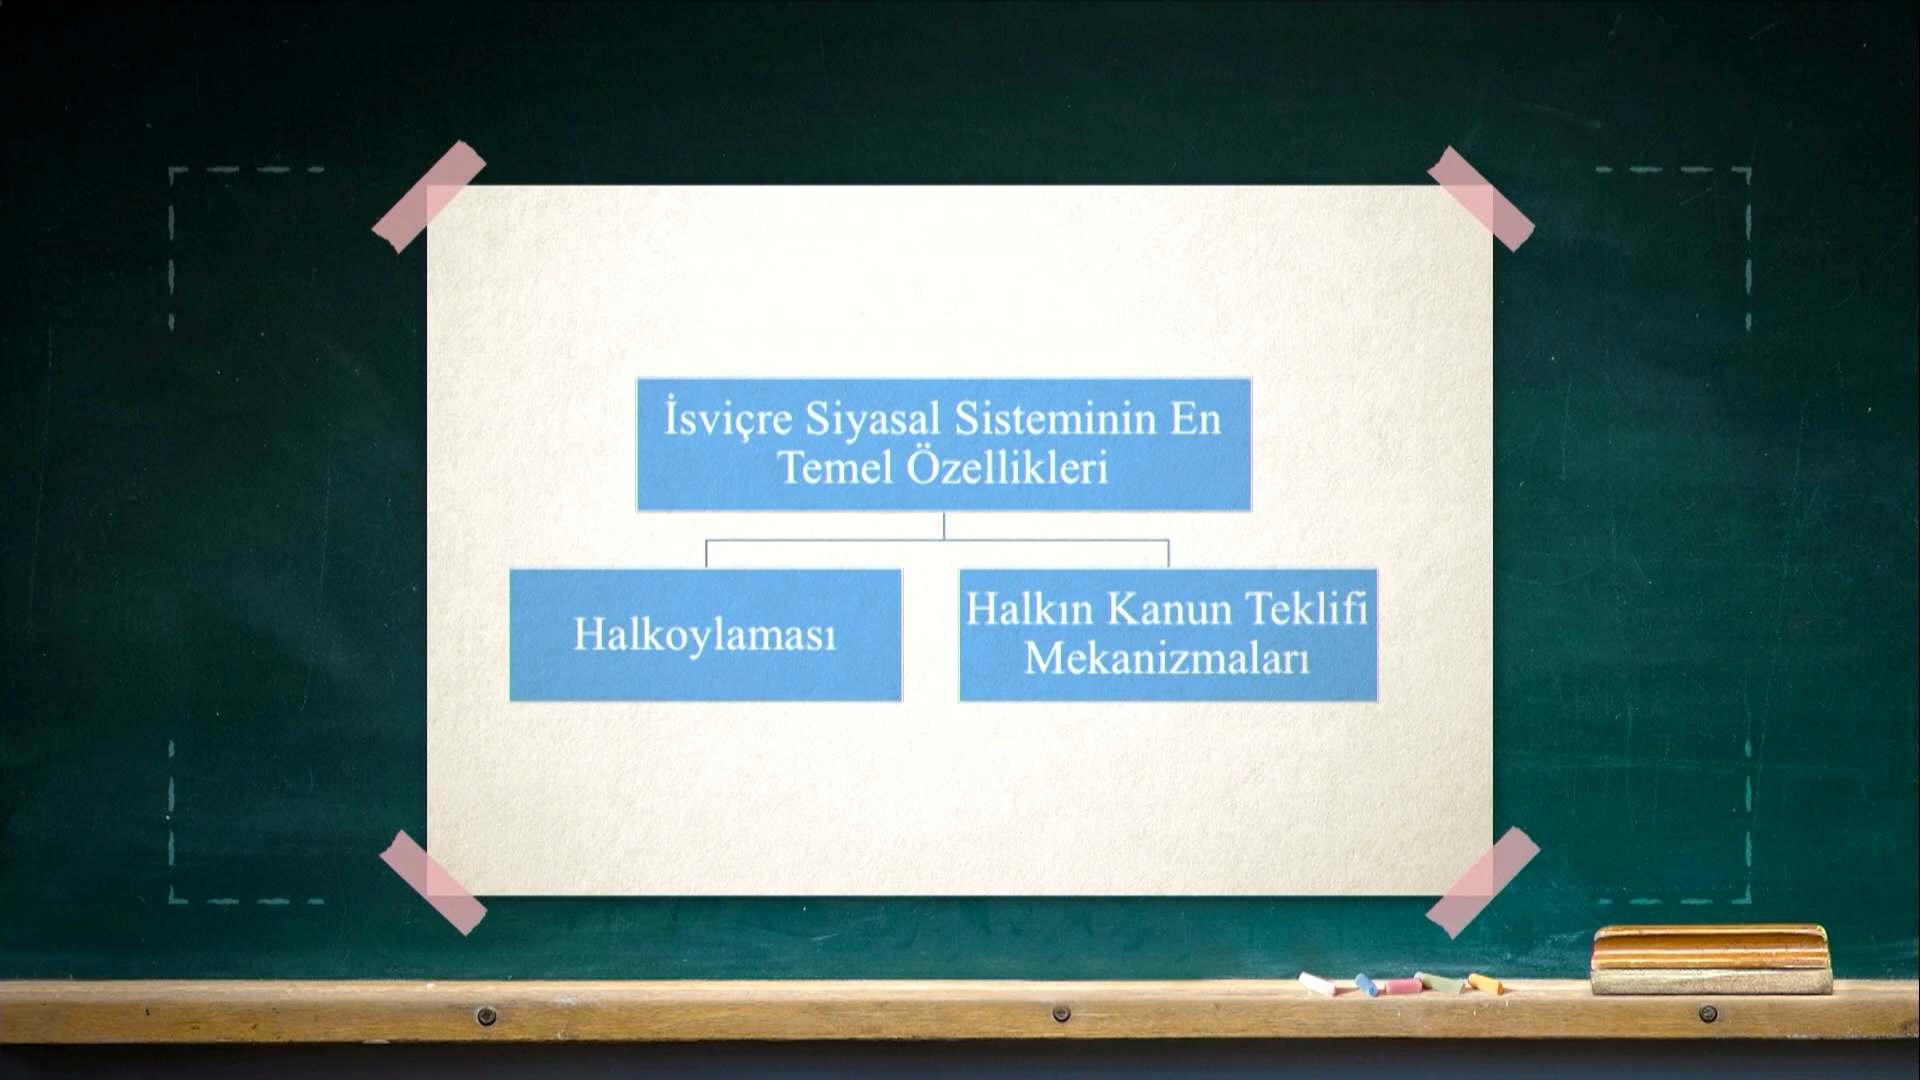 İsviçre Siyasal Sisteminin En
Temel Özellikleri
Halkoylaması
Halkın Kanun Teklifi
Mekanizmaları